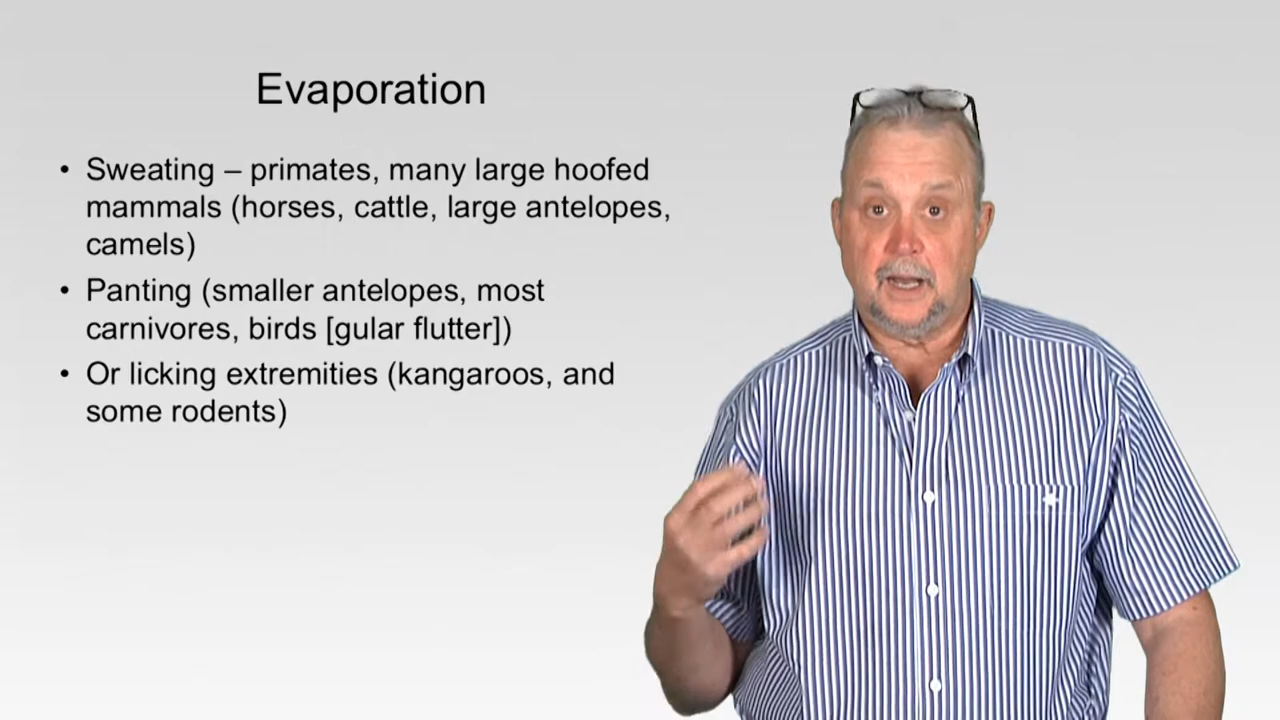 Evaporation
• Sweating – primates, many large hoofed
mammals (horses, cattle, large antelopes,
camels)
• Panting (smaller antelopes, most
carnivores, birds [gular flutter])
• Or licking extremities (kangaroos, and
some rodents)